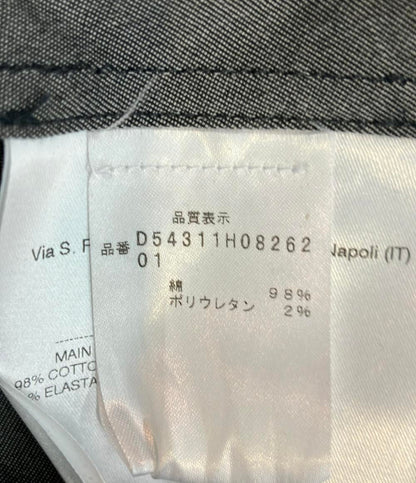 品質表示
品番 D54311H08262
01
綿 98%
ポリウレタン 2%
Via S.
Napoli (IT)
MAIN
98% COTTO
% ELASTA